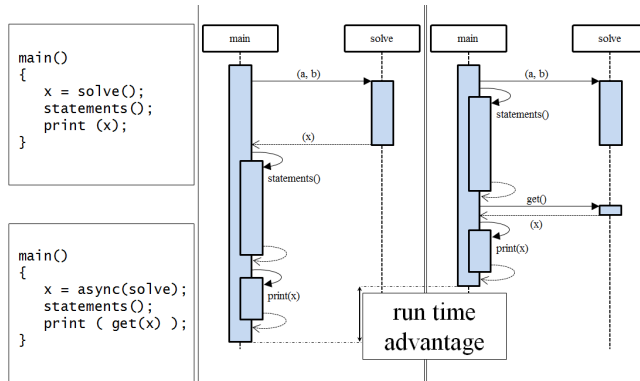 main()
{
x = solve();
statements();
print (x);
}
main()
{
x = async(solve);
statements();
print ( get(x) );
}
main
solve
(a, b)
(x)
statements()
print(x)
main
solve
(a, b)
statements()
get()
(x)
print(x)
run time
advantage